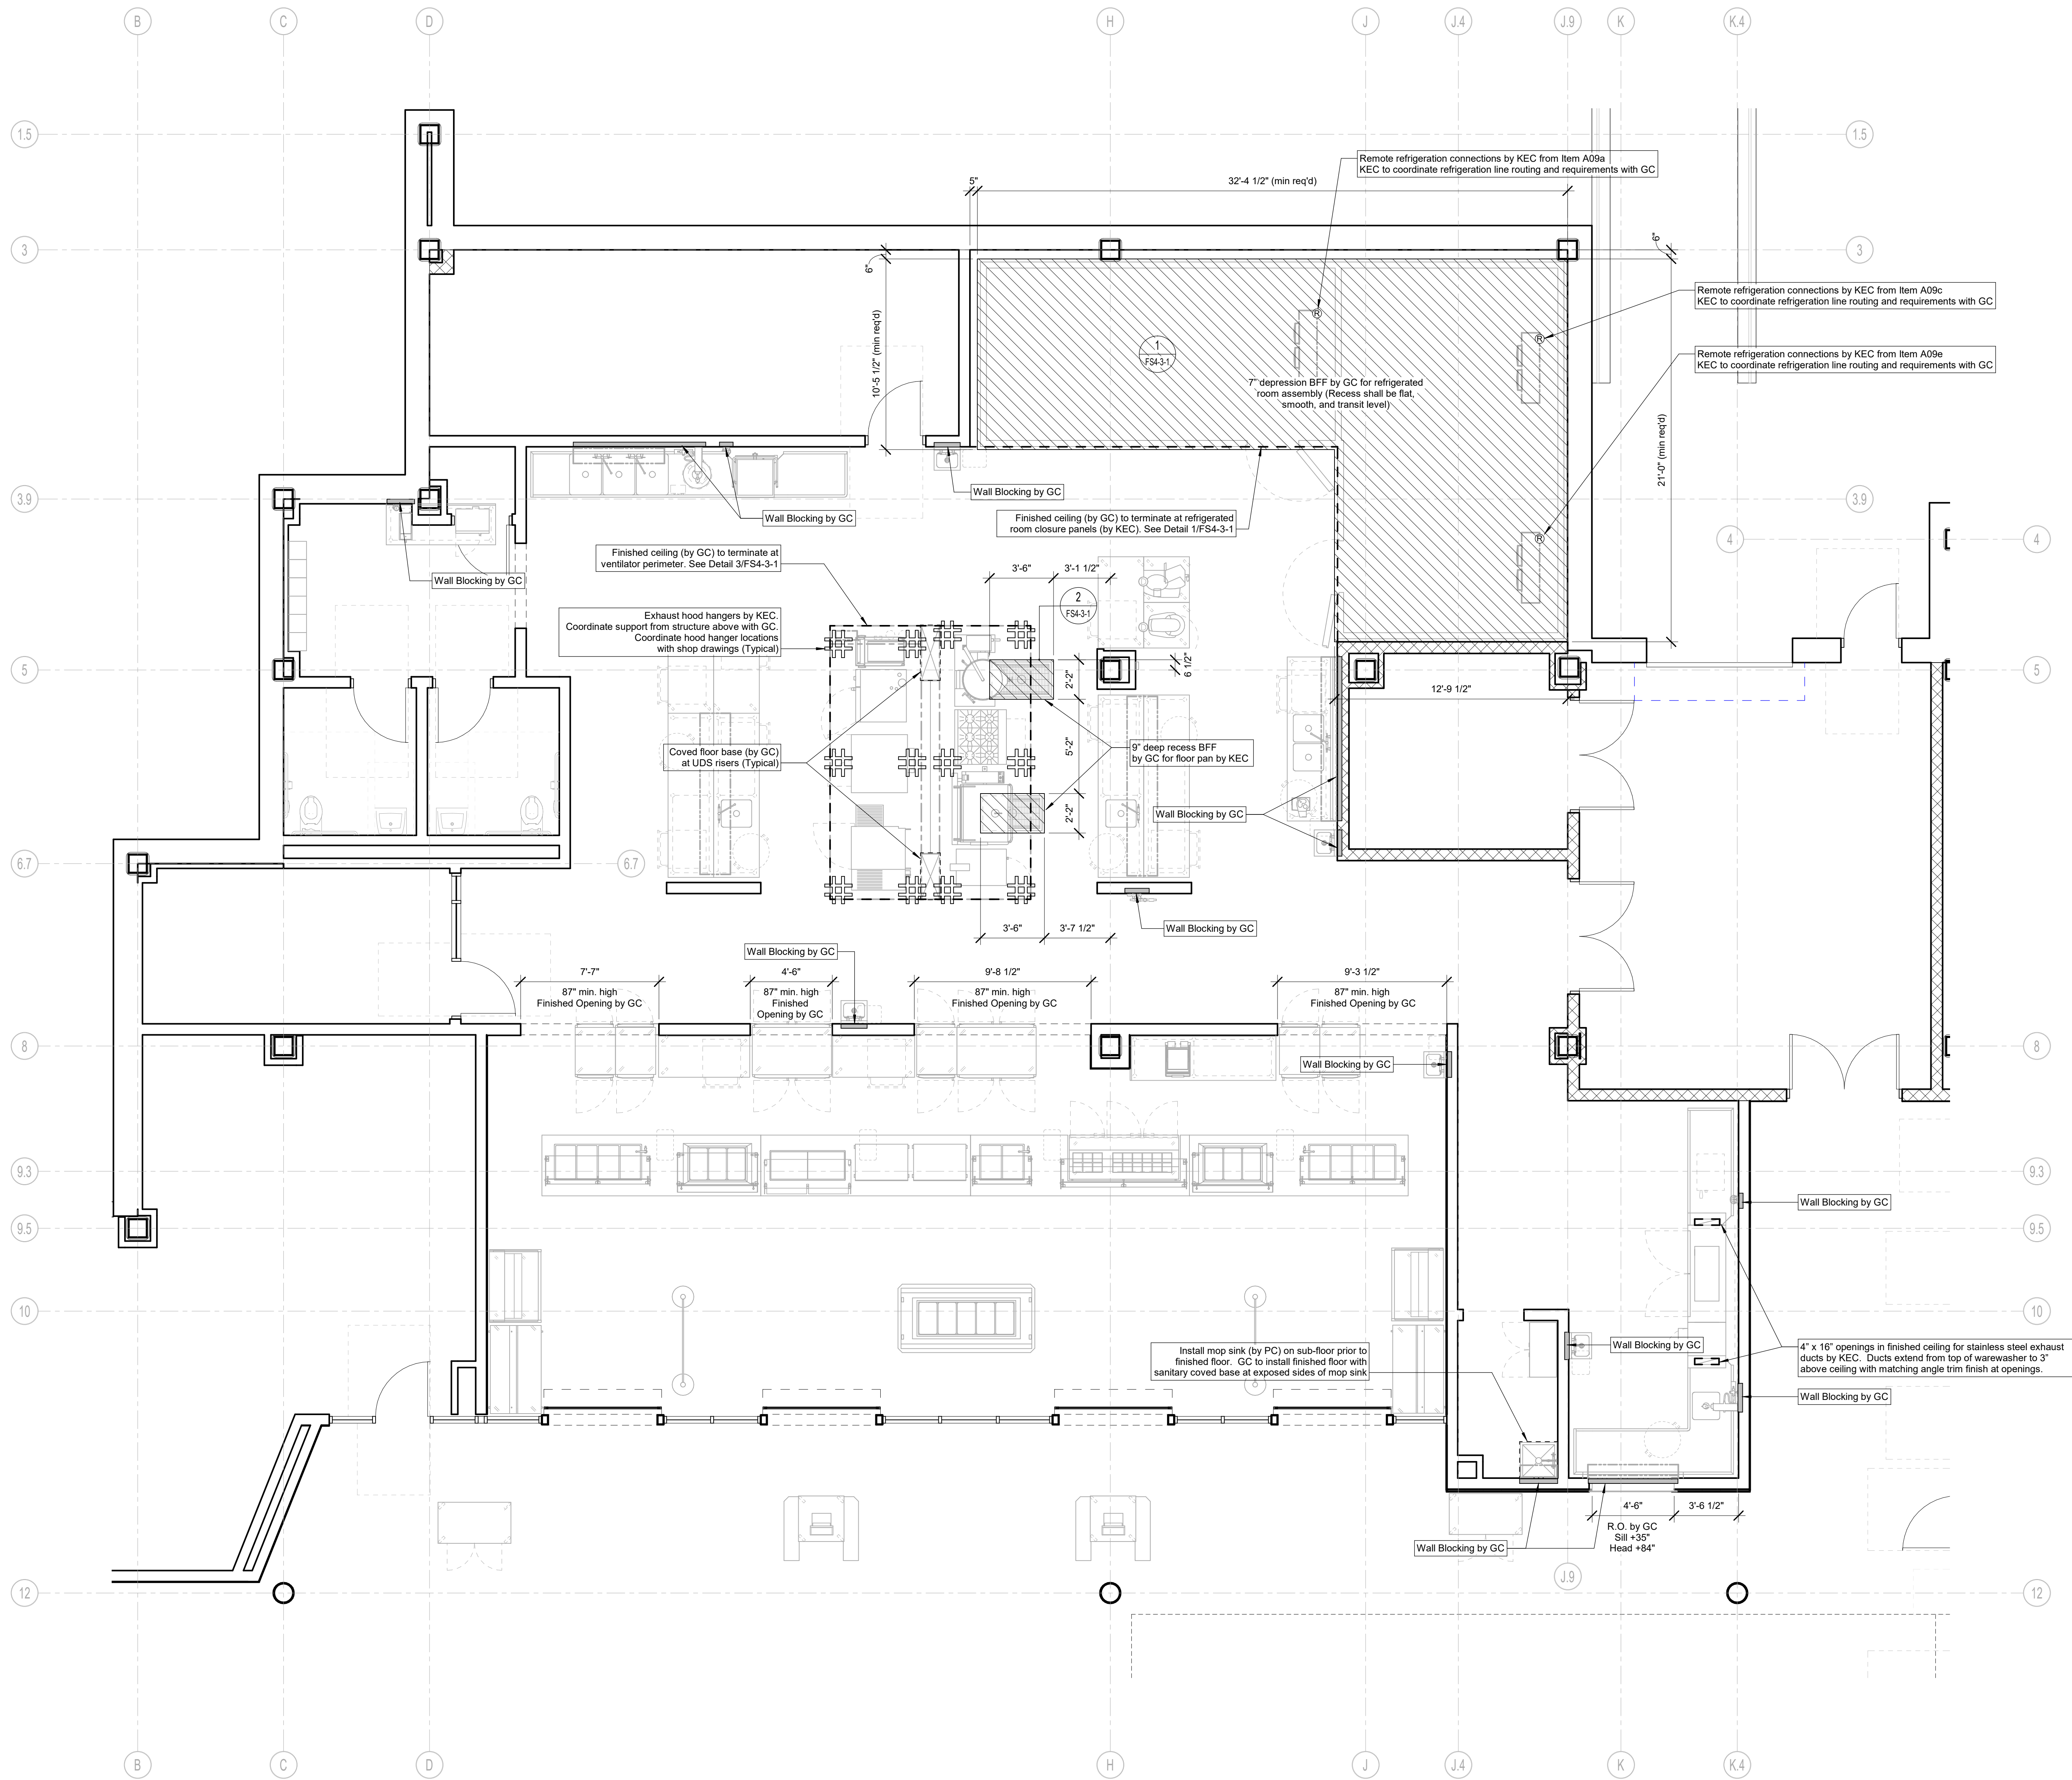 B
C
D
H
J
J.4
J.9
K
K.4
1.5
1.5
Remote refrigeration connections by KEC from Item A09a
KEC to coordinate refrigeration line routing and requirements with GC
5"
32'-4 1/2" (min req'd)
3
6"
6"
3
Remote refrigeration connections by KEC from Item A09c
KEC to coordinate refrigeration line routing and requirements with GC
R
R
10'-5 1/2" (min req'd)
1
FS4-3-1
Remote refrigeration connections by KEC from Item A09e
KEC to coordinate refrigeration line routing and requirements with GC
7" depression BFF by GC for refrigerated
room assembly (Recess shall be flat,
smooth, and transit level)
21'-0" (min req'd)
3.9
Wall Blocking by GC
3.9
Wall Blocking by GC
Finished ceiling (by GC) to terminate at refrigerated
room closure panels (by KEC). See Detail 1/FS4-3-1
R
4
4
Finished ceiling (by GC) to terminate at
ventilator perimeter. See Detail 3/FS4-3-1
Wall Blocking by GC
3'-6"
3'-1 1/2"
2
FS4-3-1
Exhaust hood hangers by KEC.
Coordinate support from structure above with GC.
Coordinate hood hanger locations
with shop drawings (Typical)
5
2'-2"
6 1/2"
5
12'-9 1/2"
Coved floor base (by GC)
at UDS risers (Typical)
5'-2"
9" deep recess BFF
by GC for floor pan by KEC
2'-2"
Wall Blocking by GC
6.7
6.7
3'-6"
3'-7 1/2"
Wall Blocking by GC
Wall Blocking by GC
7'-7"
87" min. high
Finished Opening by GC
4'-6"
87" min. high
Finished
Opening by GC
9'-8 1/2"
87" min. high
Finished Opening by GC
9'-3 1/2"
87" min. high
Finished Opening by GC
8
8
Wall Blocking by GC
9.3
9.3
Wall Blocking by GC
9.5
9.5
10
10
Wall Blocking by GC
Install mop sink (by PC) on sub-floor prior to
finished floor. GC to install finished floor with
sanitary coved base at exposed sides of mop sink
4" x 16" openings in finished ceiling for stainless steel exhaust
ducts by KEC. Ducts extend from top of warewasher to 3"
above ceiling with matching angle trim finish at openings.
Wall Blocking by GC
4'-6"
3'-6 1/2"
R.O. by GC
Sill +35"
Head +84"
Wall Blocking by GC
J.9
12
12
B
C
D
H
J
J.4
K
K.4